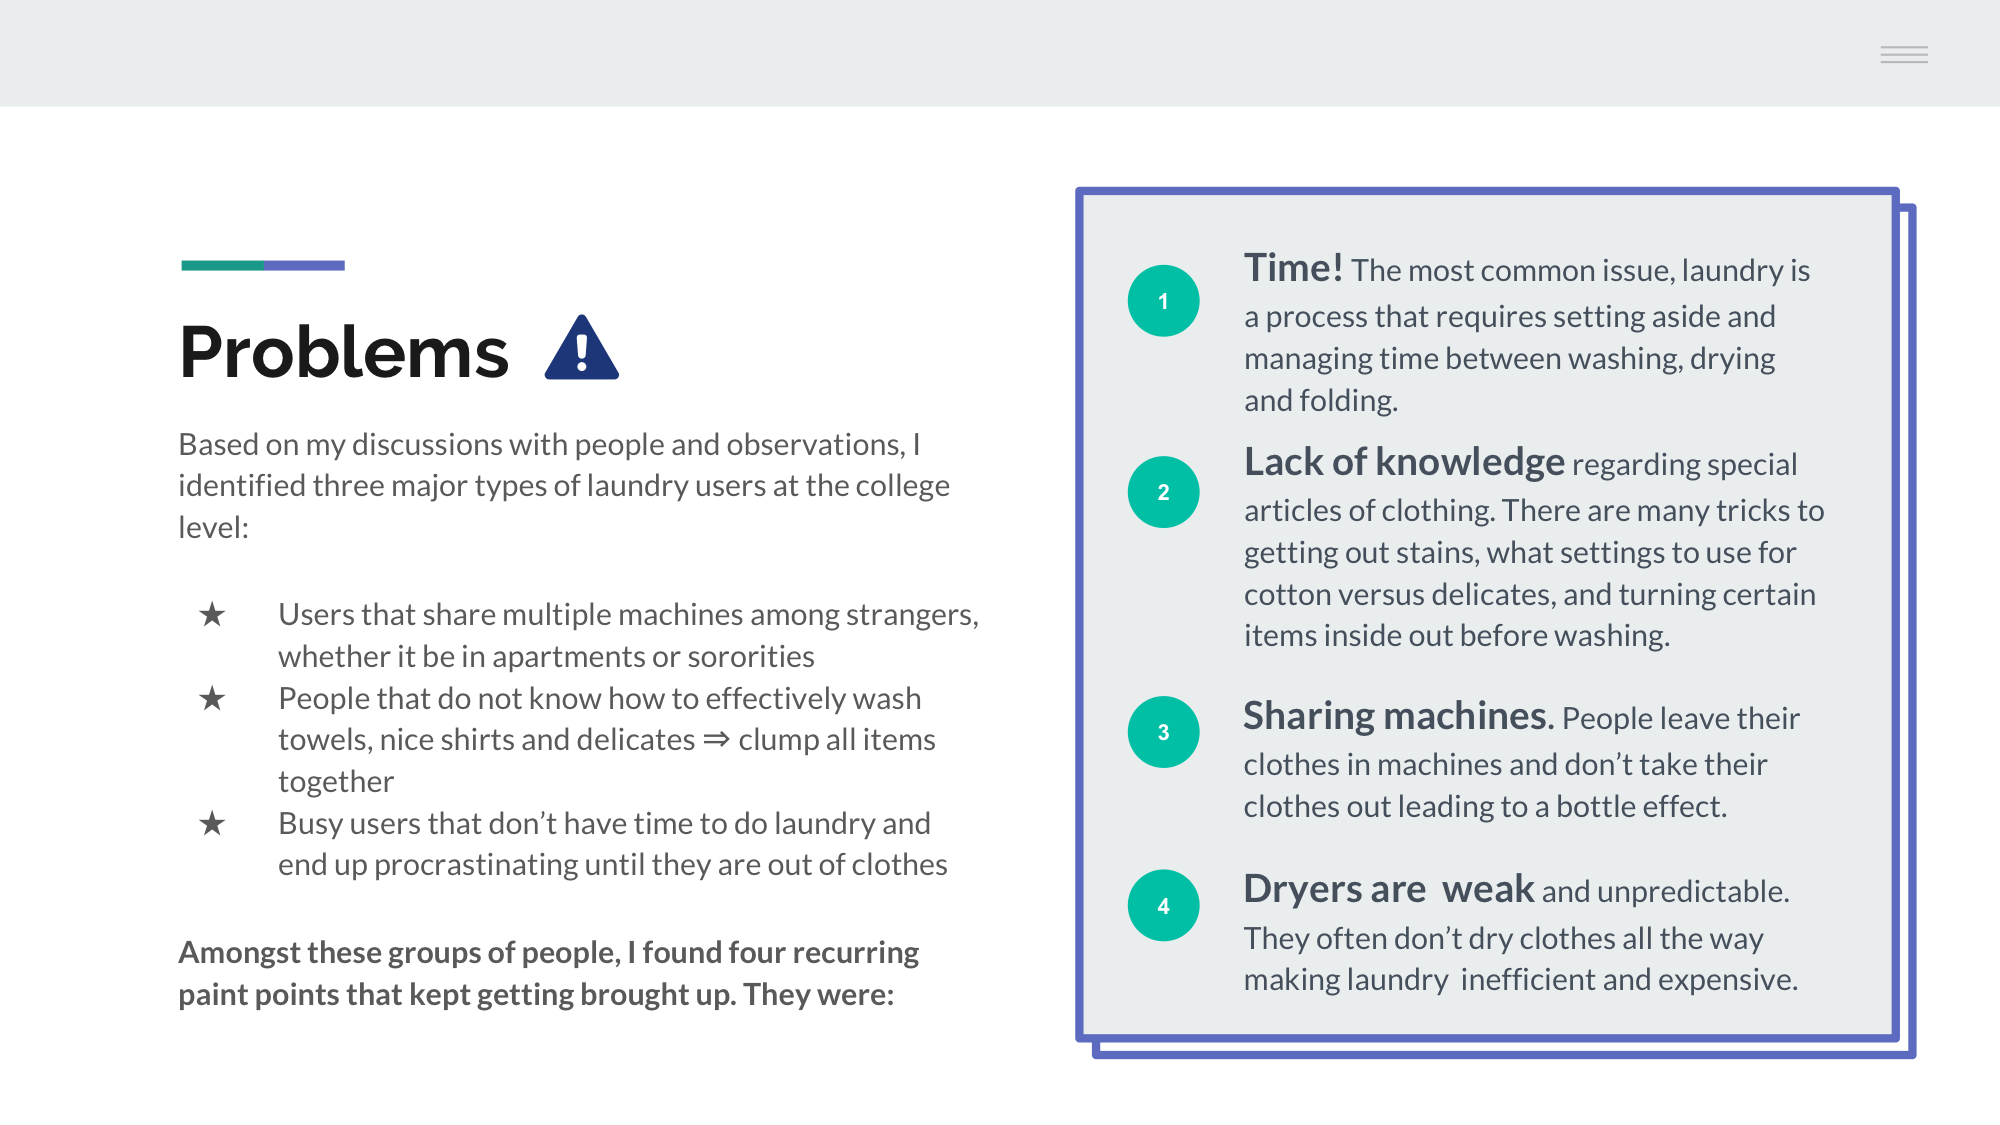 Problems
Based on my discussions with people and observations, I
identified three major types of laundry users at the college
level:
★ Users that share multiple machines among strangers,
whether it be in apartments or sororities
★ People that do not know how to effectively wash
towels, nice shirts and delicates ⇒ clump all items
together
★ Busy users that don’t have time to do laundry and
end up procrastinating until they are out of clothes
Amongst these groups of people, I found four recurring
paint points that kept getting brought up. They were:
1
Time! The most common issue, laundry is
a process that requires setting aside and
managing time between washing, drying
and folding.
2
Lack of knowledge regarding special
articles of clothing. There are many tricks to
getting out stains, what settings to use for
cotton versus delicates, and turning certain
items inside out before washing.
3
Sharing machines. People leave their
clothes in machines and don’t take their
clothes out leading to a bottle effect.
4
Dryers are  weak and unpredictable.
They often don’t dry clothes all the way
making laundry  inefficient and expensive.